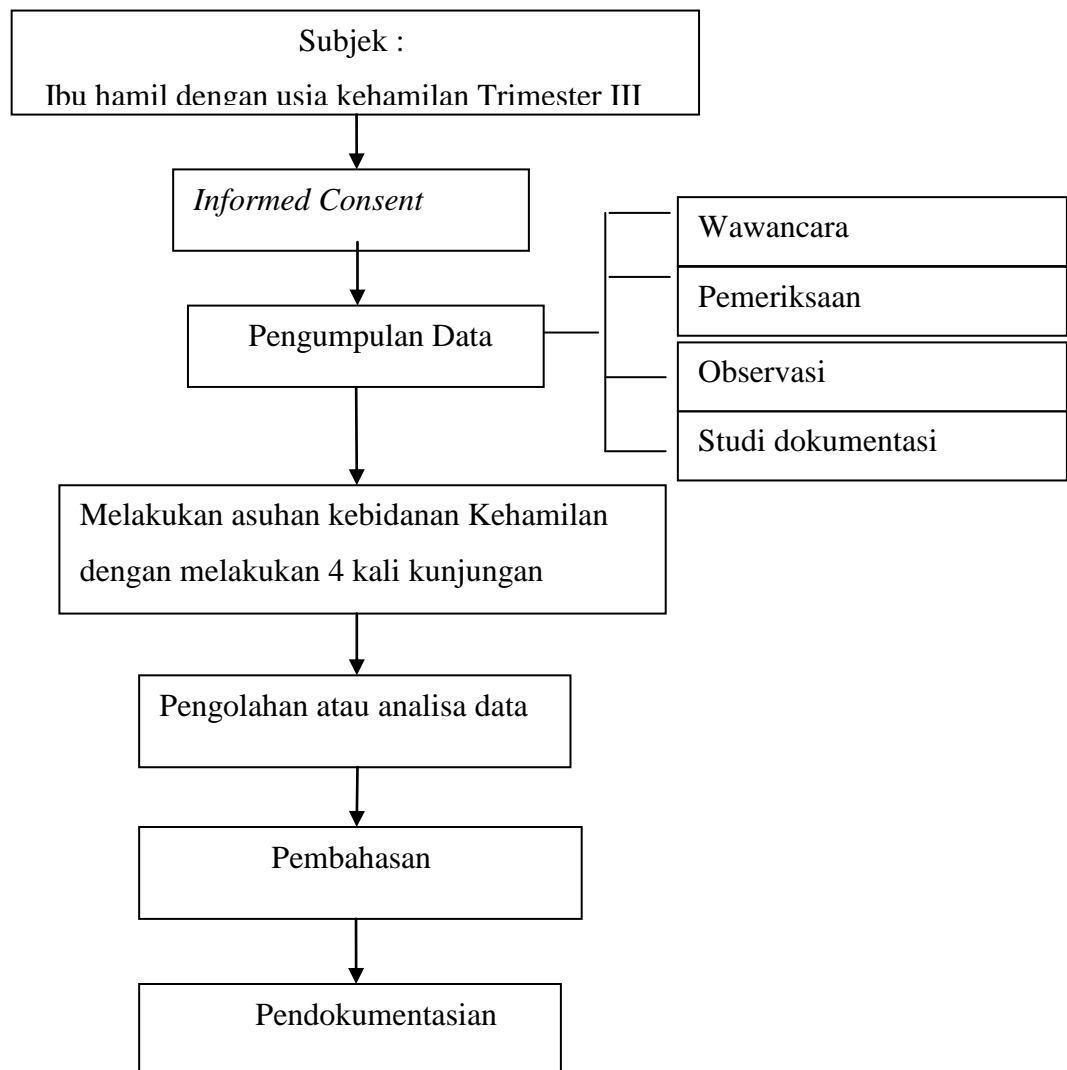 Subjek :
Ibu hamil dengan usia kehamilan Trimester III
Informed Consent
Wawancara
Pemeriksaan
Pengumpulan Data
Observasi
Studi dokumentasi
Melakukan asuhan kebidanan Kehamilan
dengan melakukan 4 kali kunjungan
Pengolahan atau analisa data
Pembahasan
Pendokumentasian